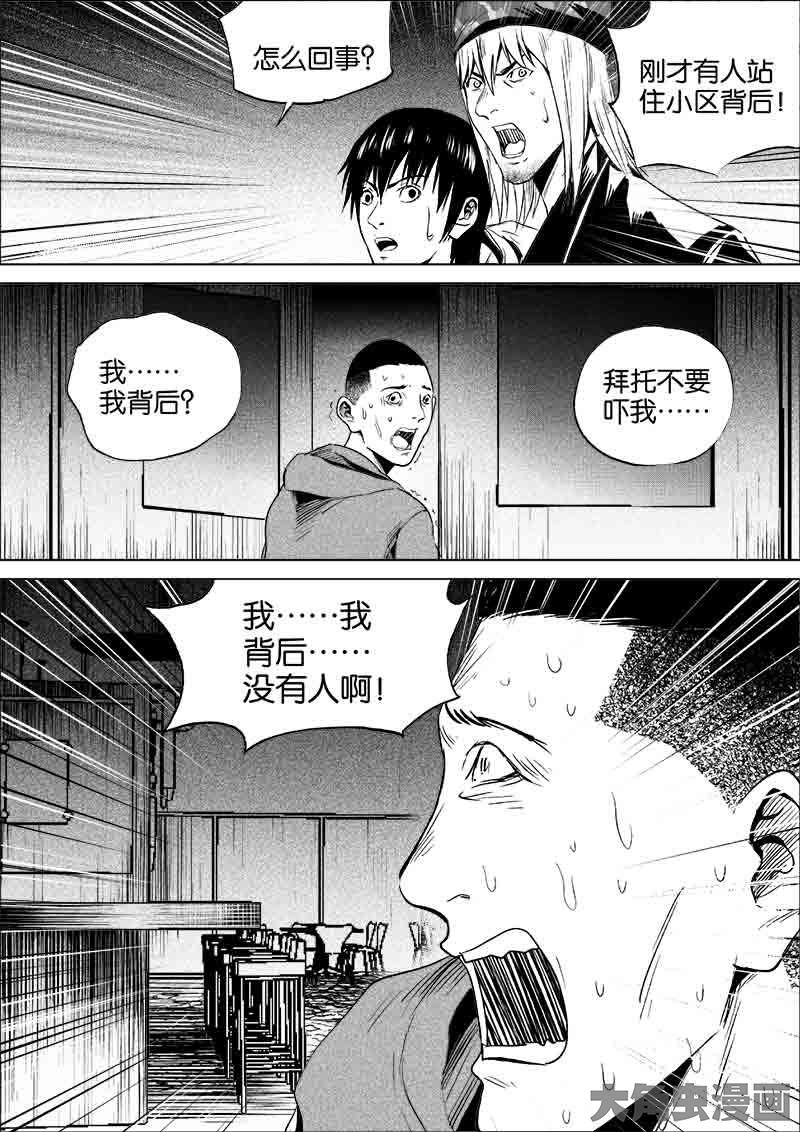 怎么回事？
刚才有人站
住小区背后！
我……
我背后？
拜托不要
吓我……
我……我
背后……
没有人啊！
大角虫漫画